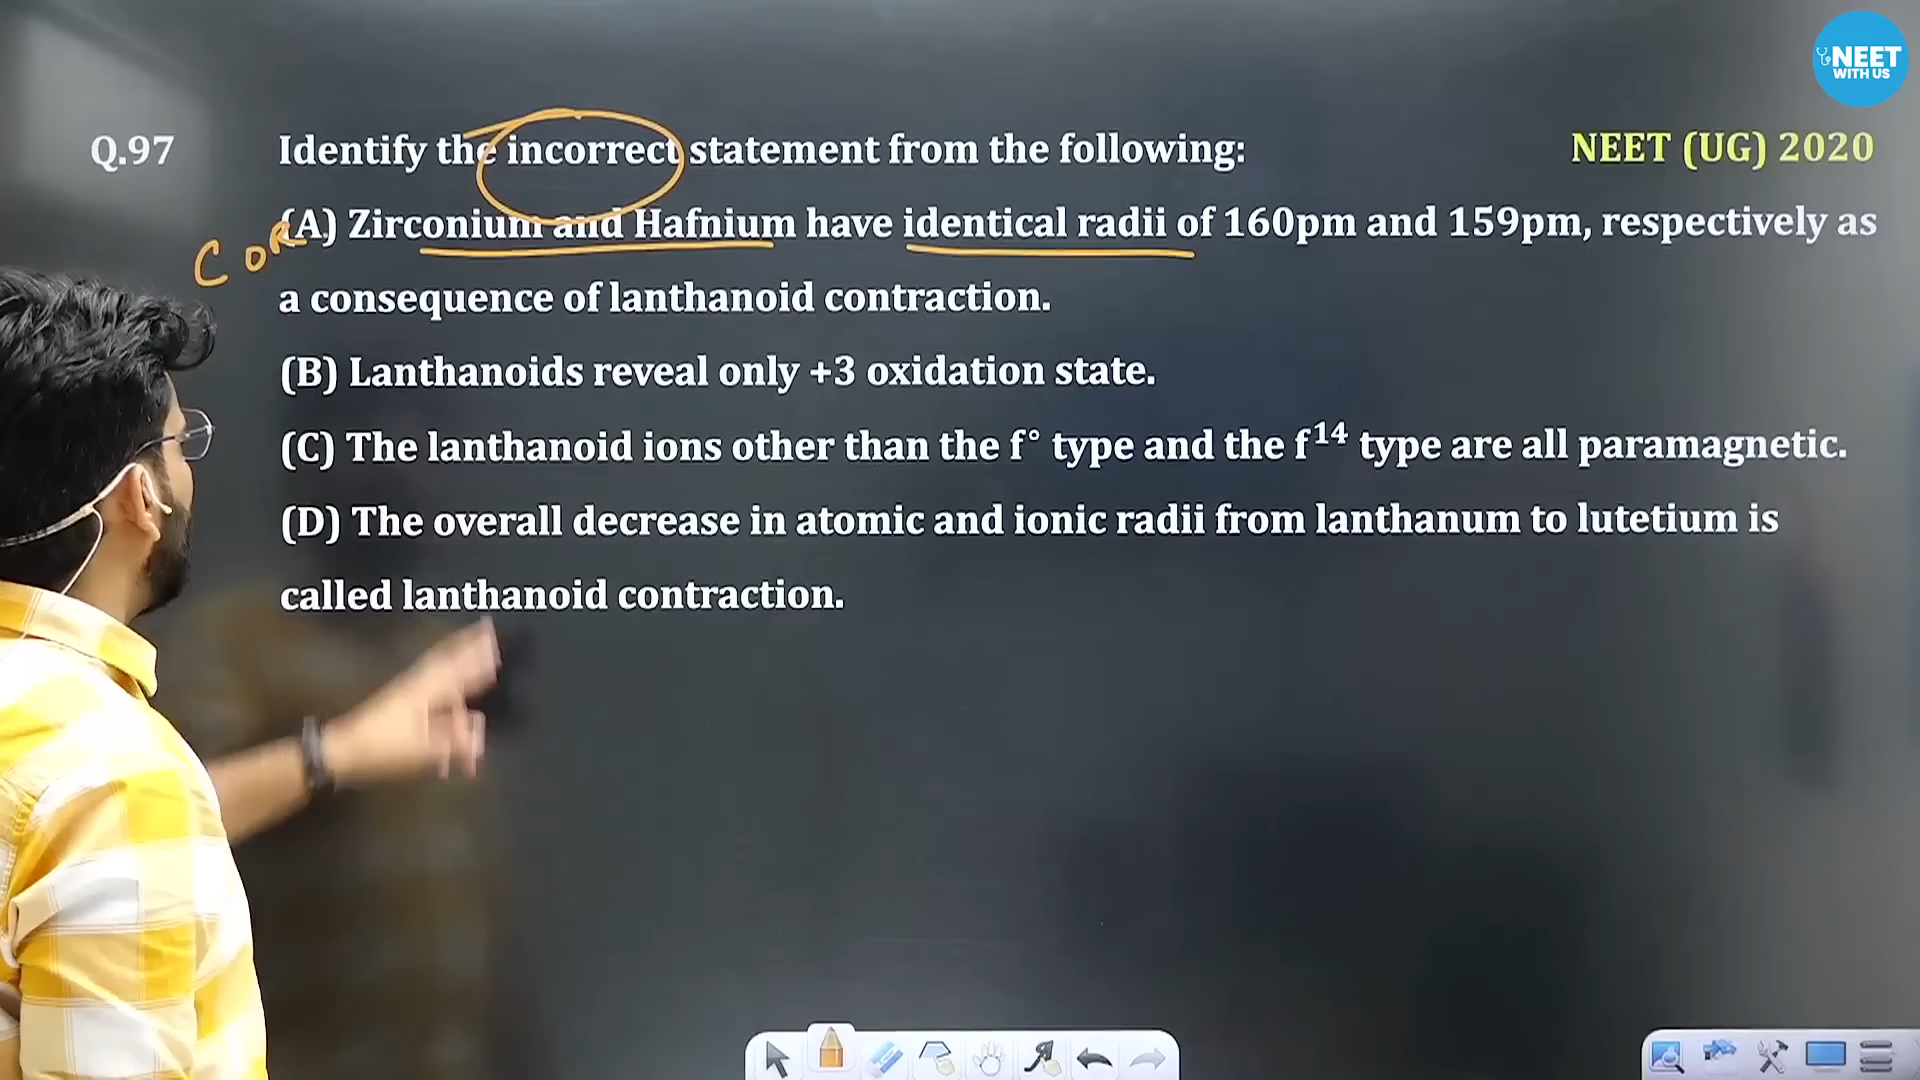 NEET
WITH US
Q.97 Identify the incorrect statement from the following: NEET (UG) 2020
COR (A) Zirconium and Hafnium have identical radii of 160pm and 159pm, respectively as
a consequence of lanthanoid contraction.
(B) Lanthanoids reveal only +3 oxidation state.
(C) The lanthanoid ions other than the f° type and the f¹⁴ type are all paramagnetic.
(D) The overall decrease in atomic and ionic radii from lanthanum to lutetium is
called lanthanoid contraction.